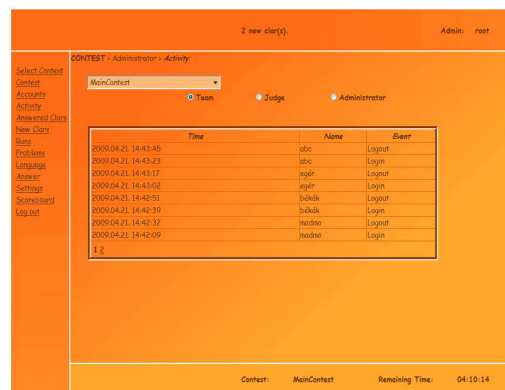 2 new clar(s).
Admin: root
CONTEST › Administrator › Activity
Select Contest
Contest
Accounts
Activity
Answered Clars
New Clars
Runs
Problems
Language
Answer
Settings
Scoreboard
Log out
MainContest
Team Judge Administrator
Time Name Event
2009.04.21. 14:43:45 abc Logout
2009.04.21. 14:43:23 abc Login
2009.04.21. 14:43:17 egér Logout
2009.04.21. 14:43:02 egér Login
2009.04.21. 14:42:51 békák Logout
2009.04.21. 14:42:39 békák Login
2009.04.21. 14:42:32 madmo Logout
2009.04.21. 14:42:09 madmo Login
1 2
Contest: MainContest Remaining Time: 04:10:14